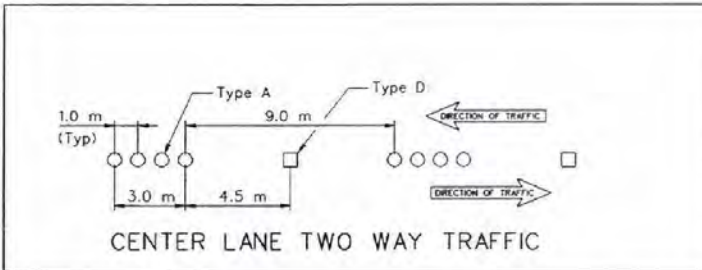 Type A
Type D
1.0 m
(Typ)
9.0 m
DIRECTION OF TRAFFIC
3.0 m
4.5 m
DIRECTION OF TRAFFIC
CENTER LANE TWO WAY TRAFFIC